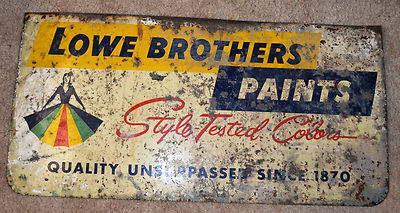 LOWE BROTHERS
PAINTS
Style Tested Colors
QUALITY UNSURPASSED SINCE 1870